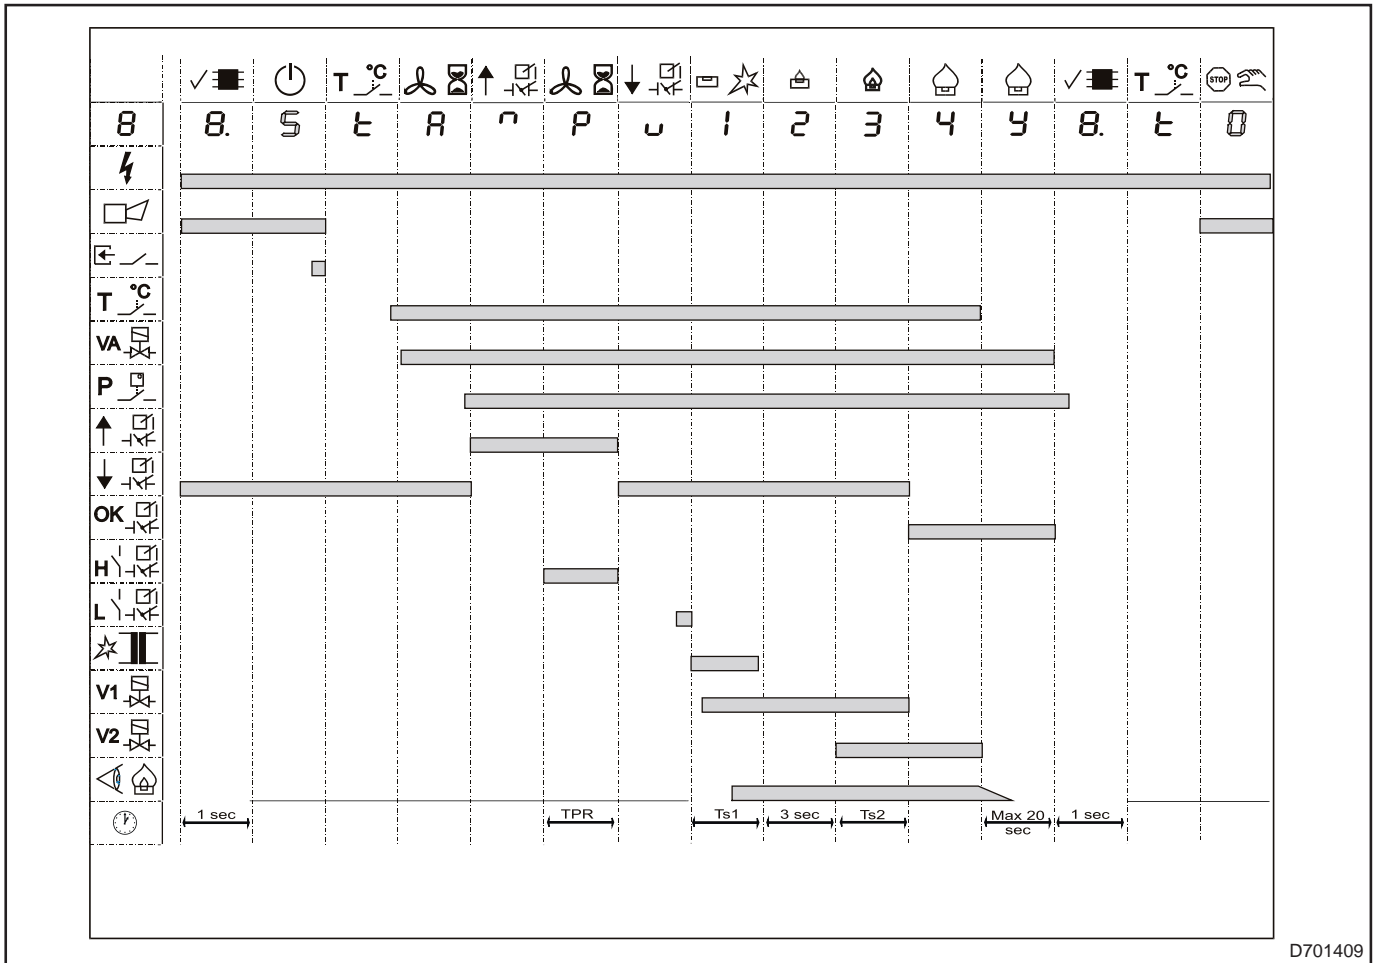 T °C T °C STOP
8 8. S t A n P u 1 2 3 4 y 8. t 0
T °C
VA
P
OK
H
L
V1
V2
1 sec TPR Ts1 3 sec Ts2 Max 20 sec 1 sec
D701409